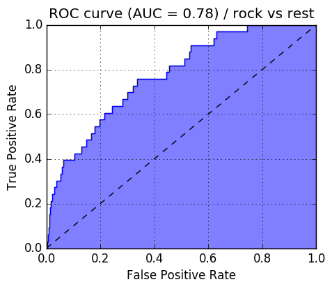 ROC curve (AUC = 0.78) / rock vs rest
1.0
0.8
0.6
0.4
0.2
0.0
True Positive Rate
0.0 0.2 0.4 0.6 0.8 1.0
False Positive Rate